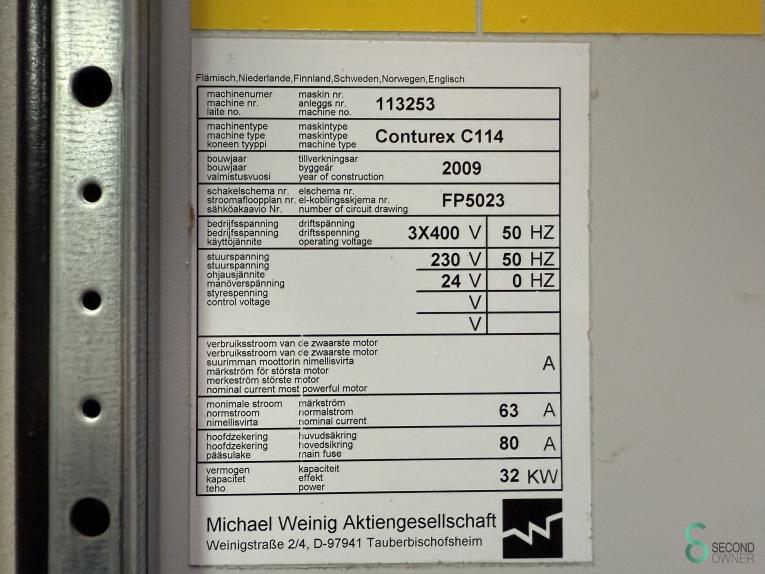 Flämisch,Niederlande,Finnland,Schweden,Norwegen,Englisch
machinenumer maskin nr.
machine nr. anleggs nr. 113253
laite no. machine no.
machinentype maskintype
machine type maskintype Conturex C114
koneen tyyppi machine type
bouwjaar tillverkningsar
bouwjaar byggeår 2009
valmistusvuosi year of construction
schakelschema nr. elschema nr.
stroomafloopplan nr. el-koblingsskjema nr. FP5023
sähköakaavio Nr. number of circuit drawing
bedrijfsspanning driftspänning
bedrijfsspanning driftsspenning 3X400 V 50 HZ
käyttöjännite operating voltage
stuurspanning 230 V 50 HZ
stuurspanning
ohjausjännite 24 V 0 HZ
manöverspänning
styrespenning
control voltage V
V
verbruiksstroom van de zwaarste motor
verbruiksstroom van de zwaarste motor
suurimman moottorin nimellisvirta A
märkström för största motor
merkeström största motor
nominal current most powerful motor
monimale stroom märkström
normstroom normalstrom 63 A
nimellisvirta nominal current
hoofdzekering huvudsäkring
hoofdzekering hovedsikring 80 A
pääsulake main fuse
vermogen kapaciteit
kapacitet effekt 32 KW
teho power
Michael Weinig Aktiengesellschaft
Weinigstraße 2/4, D-97941 Tauberbischofsheim
SECOND
OWNER